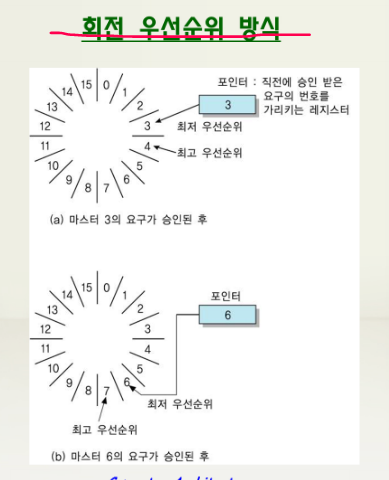 회전 우선순위 방식
포인터 : 직전에 승인 받은
요구의 번호를
가리키는 레지스터
3
15 0
14 1
13 2
12 3
최저 우선순위
11 4
최고 우선순위
10 5
9 6
8 7
(a) 마스터 3의 요구가 승인된 후
포인터
6
15 0
14 1
13 2
12 3
11 4
10 5
9 6
8 7
최저 우선순위
최고 우선순위
(b) 마스터 6의 요구가 승인된 후